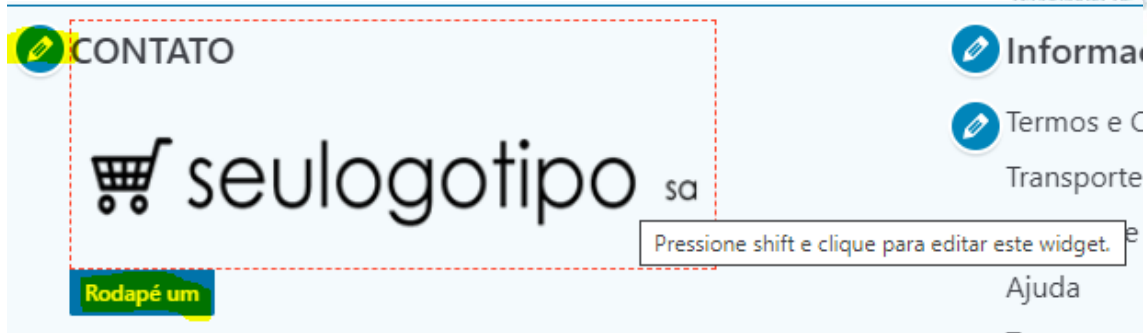 CONTATO
seulogotipo sa
Pressione shift e clique para editar este widget.
Rodapé um
Informa
Termos e
Transporte
Ajuda